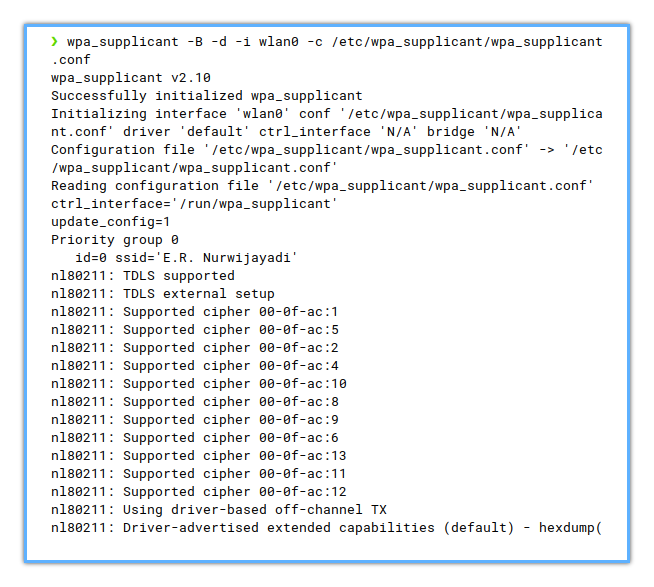 ❯ wpa_supplicant -B -d -i wlan0 -c /etc/wpa_supplicant/wpa_supplicant
.conf
wpa_supplicant v2.10
Successfully initialized wpa_supplicant
Initializing interface 'wlan0' conf '/etc/wpa_supplicant/wpa_supplica
nt.conf' driver 'default' ctrl_interface 'N/A' bridge 'N/A'
Configuration file '/etc/wpa_supplicant/wpa_supplicant.conf' -> '/etc
/wpa_supplicant/wpa_supplicant.conf'
Reading configuration file '/etc/wpa_supplicant/wpa_supplicant.conf'
ctrl_interface='/run/wpa_supplicant'
update_config=1
Priority group 0
   id=0 ssid='E.R. Nurwijayadi'
nl80211: TDLS supported
nl80211: TDLS external setup
nl80211: Supported cipher 00-0f-ac:1
nl80211: Supported cipher 00-0f-ac:5
nl80211: Supported cipher 00-0f-ac:2
nl80211: Supported cipher 00-0f-ac:4
nl80211: Supported cipher 00-0f-ac:10
nl80211: Supported cipher 00-0f-ac:8
nl80211: Supported cipher 00-0f-ac:9
nl80211: Supported cipher 00-0f-ac:6
nl80211: Supported cipher 00-0f-ac:13
nl80211: Supported cipher 00-0f-ac:11
nl80211: Supported cipher 00-0f-ac:12
nl80211: Using driver-based off-channel TX
nl80211: Driver-advertised extended capabilities (default) - hexdump(